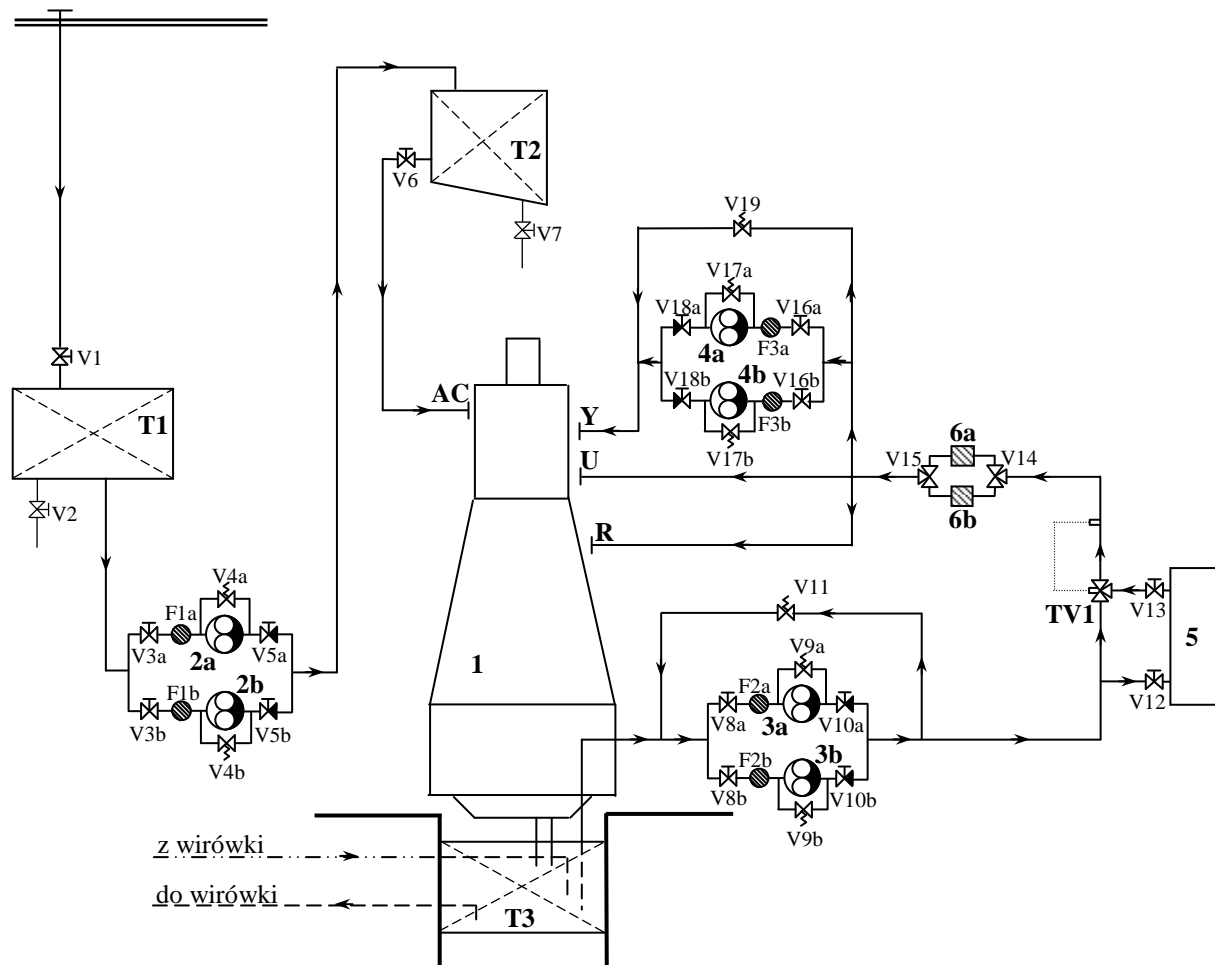 T2
V6
V7
V19
V17a
V18a
V16a
4a
F3a
V18b
4b
V16b
F3b
V17b
V1
AC
T1
Y
U
R
6a
V15
V14
6b
V2
V4a
F1a
V3a
2a
V5a
F1b
2b
V3b
V5b
V4b
1
V11
TV1
V13
5
V12
V9a
F2a
V8a
3a
V10a
F2b
3b
V8b
V10b
V9b
z wirówki
do wirówki
T3